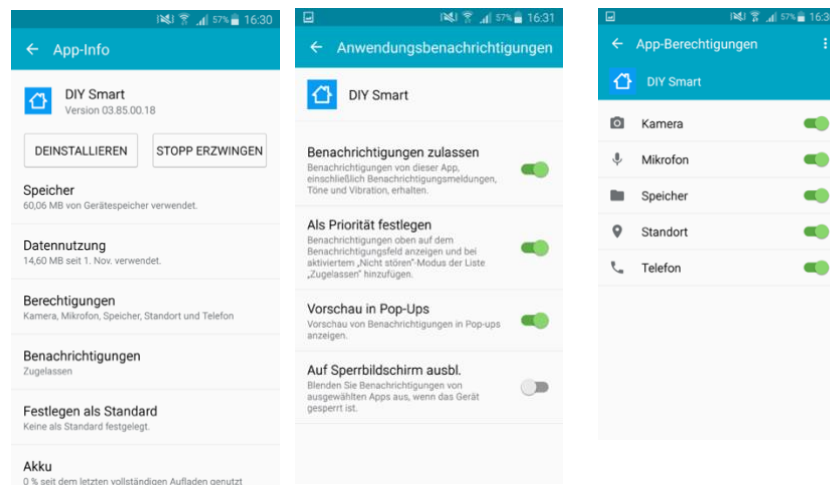 57% 16:30
App-Info
DIY Smart
Version 03.85.00.18
DEINSTALLIEREN STOPP ERZWINGEN
Speicher
60,06 MB von Gerätespeicher verwendet.
Datennutzung
14,60 MB seit 1. Nov. verwendet.
Berechtigungen
Kamera, Mikrofon, Speicher, Standort und Telefon
Benachrichtigungen
Zugelassen
Festlegen als Standard
Keine als Standard festgelegt.
Akku
0 % seit dem letzten vollständigen Aufladen genutzt
57% 16:31
Anwendungsbenachrichtigungen
DIY Smart
Benachrichtigungen zulassen
Benachrichtigungen von dieser App,
einschließlich Benachrichtigungsmeldungen,
Töne und Vibration, erhalten.
Als Priorität festlegen
Benachrichtigungen oben auf dem
Benachrichtigungsfeld anzeigen und bei
aktiviertem „Nicht stören"-Modus der Liste
„Zugelassen" hinzufügen.
Vorschau in Pop-Ups
Vorschau von Benachrichtigungen in Pop-ups
anzeigen.
Auf Sperrbildschirm ausbl.
Blenden Sie Benachrichtigungen von
ausgewählten Apps aus, wenn das Gerät
gesperrt ist.
57% 16:3
App-Berechtigungen
DIY Smart
Kamera
Mikrofon
Speicher
Standort
Telefon